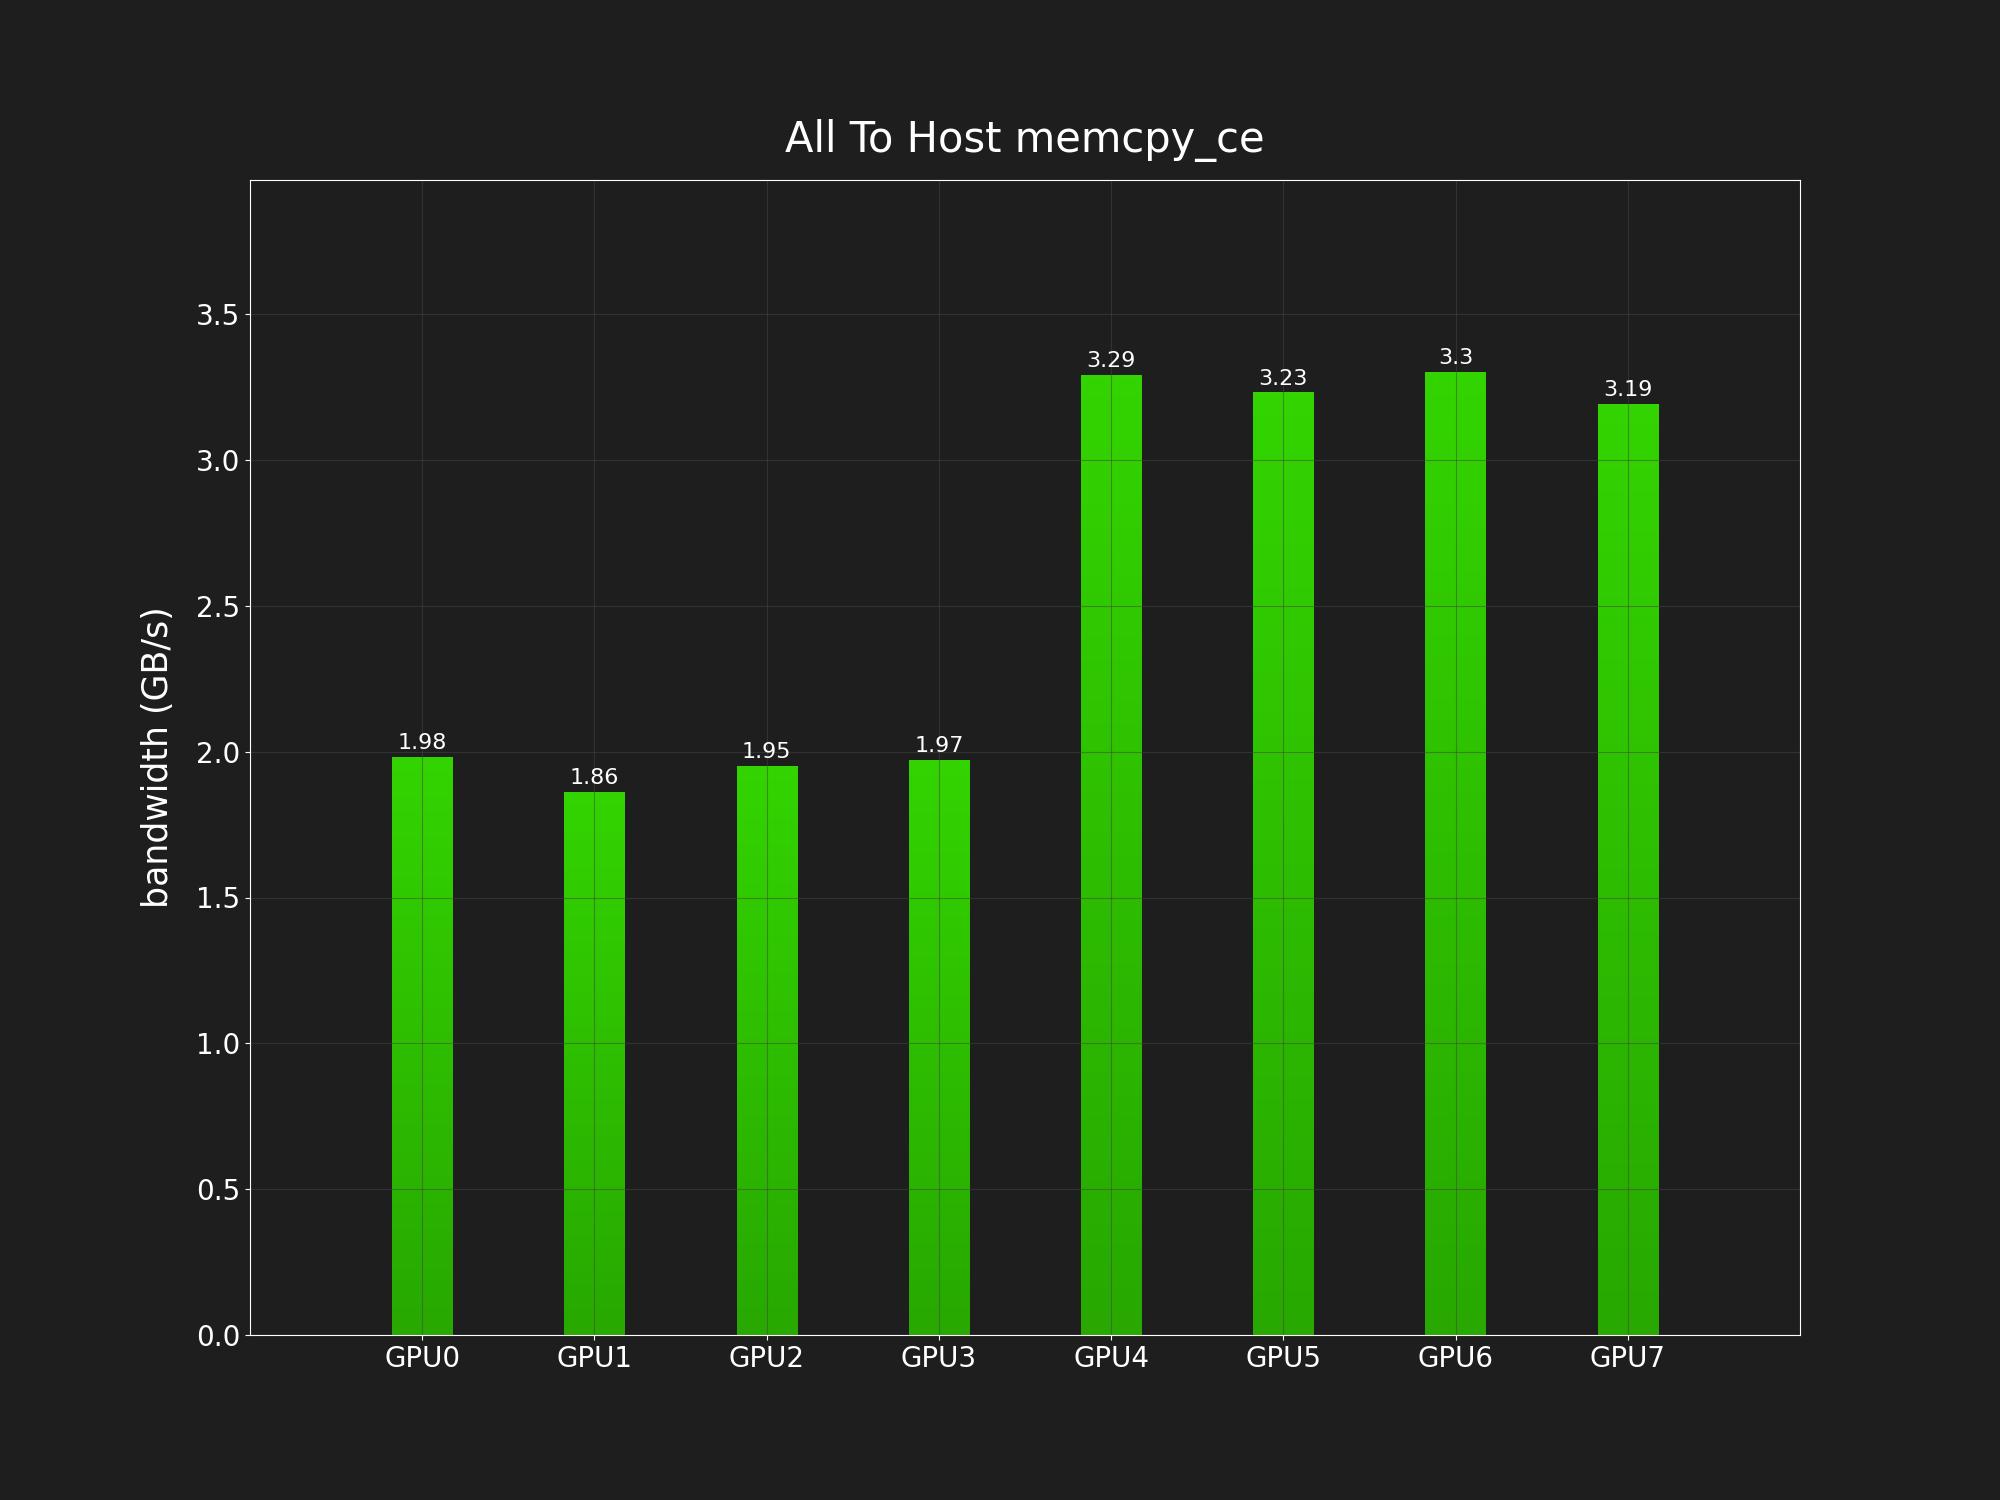 All To Host memcpy_ce
bandwidth (GB/s)
3.5
3.0
2.5
2.0
1.5
1.0
0.5
0.0
1.98
1.86
1.95
1.97
3.29
3.23
3.3
3.19
GPU0
GPU1
GPU2
GPU3
GPU4
GPU5
GPU6
GPU7